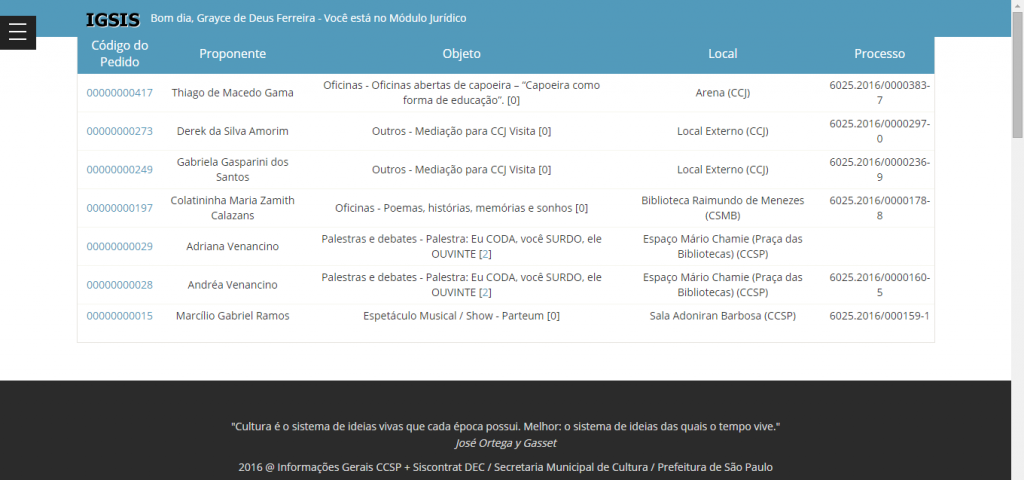 IGSIS Bom dia, Grayce de Deus Ferreira - Você está no Módulo Jurídico
Código do Pedido Proponente Objeto Local Processo
00000000417 Thiago de Macedo Gama Oficinas - Oficinas abertas de capoeira – “Capoeira como forma de educação”. [0] Arena (CCJ) 6025.2016/0000383-7
00000000273 Derek da Silva Amorim Outros - Mediação para CCJ Visita [0] Local Externo (CCJ) 6025.2016/0000297-0
00000000249 Gabriela Gasparini dos Santos Outros - Mediação para CCJ Visita [0] Local Externo (CCJ) 6025.2016/0000236-9
00000000197 Colatininha Maria Zamith Calazans Oficinas - Poemas, histórias, memórias e sonhos [0] Biblioteca Raimundo de Menezes (CSMB) 6025.2016/0000178-8
00000000029 Adriana Venancino Palestras e debates - Palestra: Eu CODA, você SURDO, ele OUVINTE [2] Espaço Mário Chamie (Praça das Bibliotecas) (CCSP)
00000000028 Andréa Venancino Palestras e debates - Palestra: Eu CODA, você SURDO, ele OUVINTE [2] Espaço Mário Chamie (Praça das Bibliotecas) (CCSP) 6025.2016/0000160-5
00000000015 Marcílio Gabriel Ramos Espetáculo Musical / Show - Parteum [0] Sala Adoniran Barbosa (CCSP) 6025.2016/000159-1
"Cultura é o sistema de ideias vivas que cada época possui. Melhor: o sistema de ideias das quais o tempo vive."
José Ortega y Gasset
2016 @ Informações Gerais CCSP + Siscontrat DEC / Secretaria Municipal de Cultura / Prefeitura de São Paulo